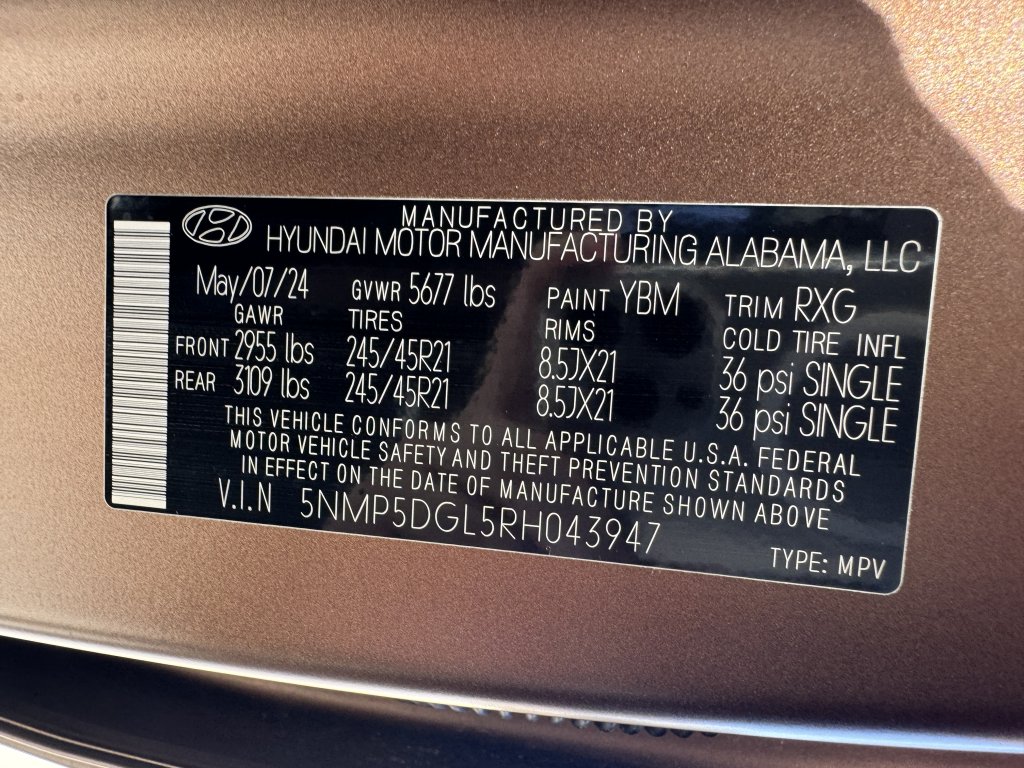 MANUFACTURED BY
HYUNDAI MOTOR MANUFACTURING ALABAMA, LLC
May/07/24 GVWR 5677 lbs PAINT YBM TRIM RXG
GAWR TIRES RIMS COLD TIRE INFL
FRONT 2955 lbs 245/45R21 8.5JX21 36 psi SINGLE
REAR 3109 lbs 245/45R21 8.5JX21 36 psi SINGLE
THIS VEHICLE CONFORMS TO ALL APPLICABLE U.S.A. FEDERAL
MOTOR VEHICLE SAFETY AND THEFT PREVENTION STANDARDS
IN EFFECT ON THE DATE OF MANUFACTURE SHOWN ABOVE
V.I.N 5NMP5DGL5RH043947
TYPE: MPV